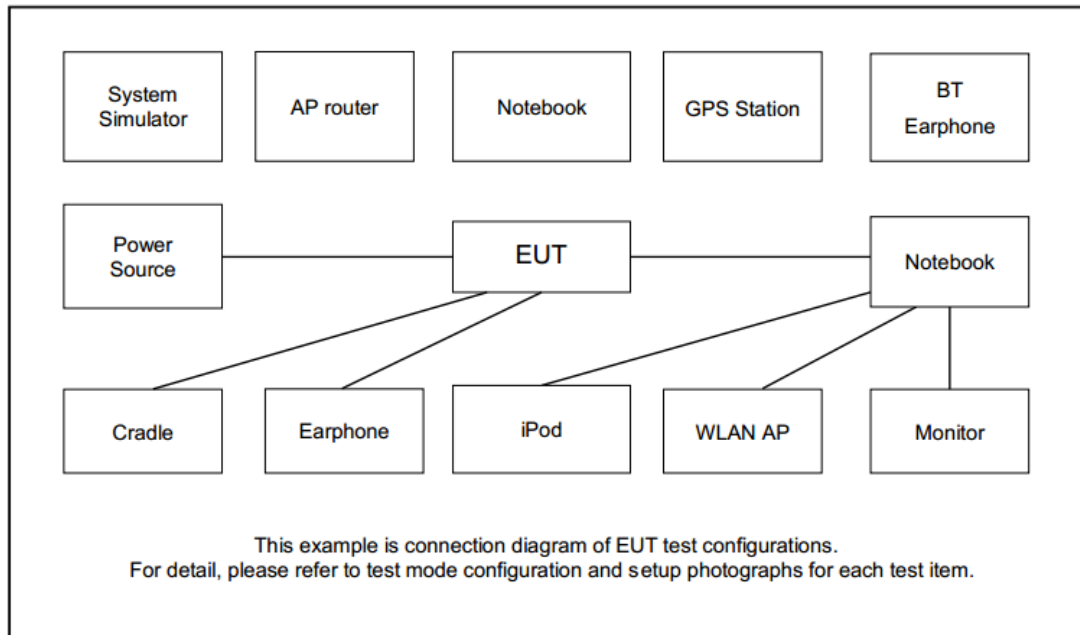 System
Simulator
AP router
Notebook
GPS Station
BT
Earphone
Power
Source
EUT
Notebook
Cradle
Earphone
iPod
WLAN AP
Monitor
This example is connection diagram of EUT test configurations.
For detail, please refer to test mode configuration and setup photographs for each test item.